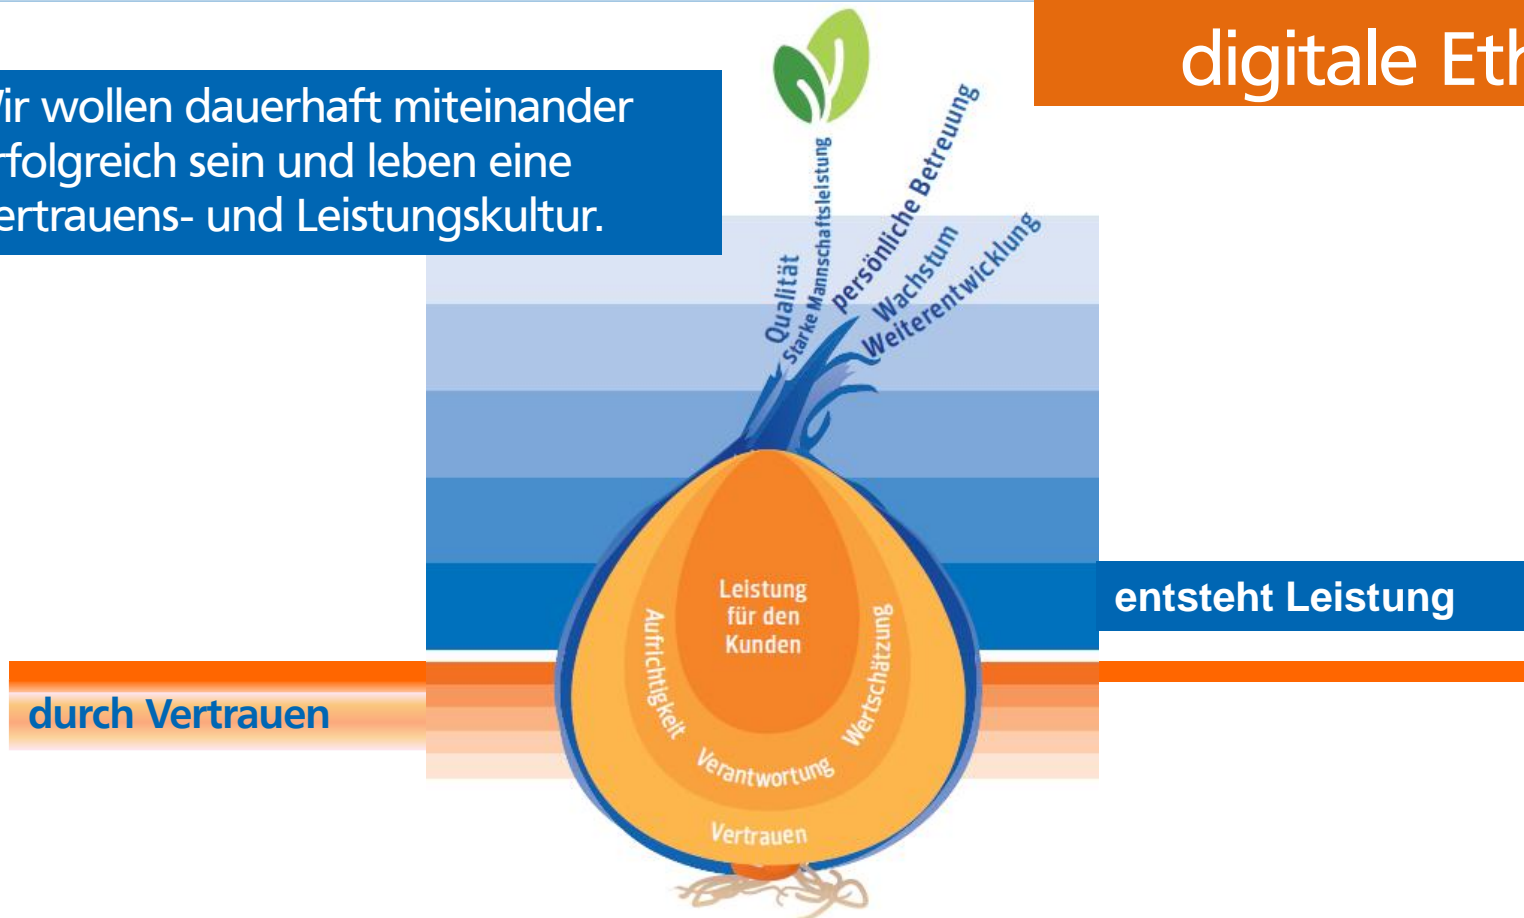 digitale Eth
ir wollen dauerhaft miteinander
rfolgreich sein und leben eine
ertrauens- und Leistungskultur.
Qualität
Starke Mannschaftsleistung
persönliche Betreuung
Wachstum
Weiterentwicklung
Leistung
für den
Kunden
Aufrichtigkeit
Verantwortung
Wertschätzung
Vertrauen
entsteht Leistung
durch Vertrauen